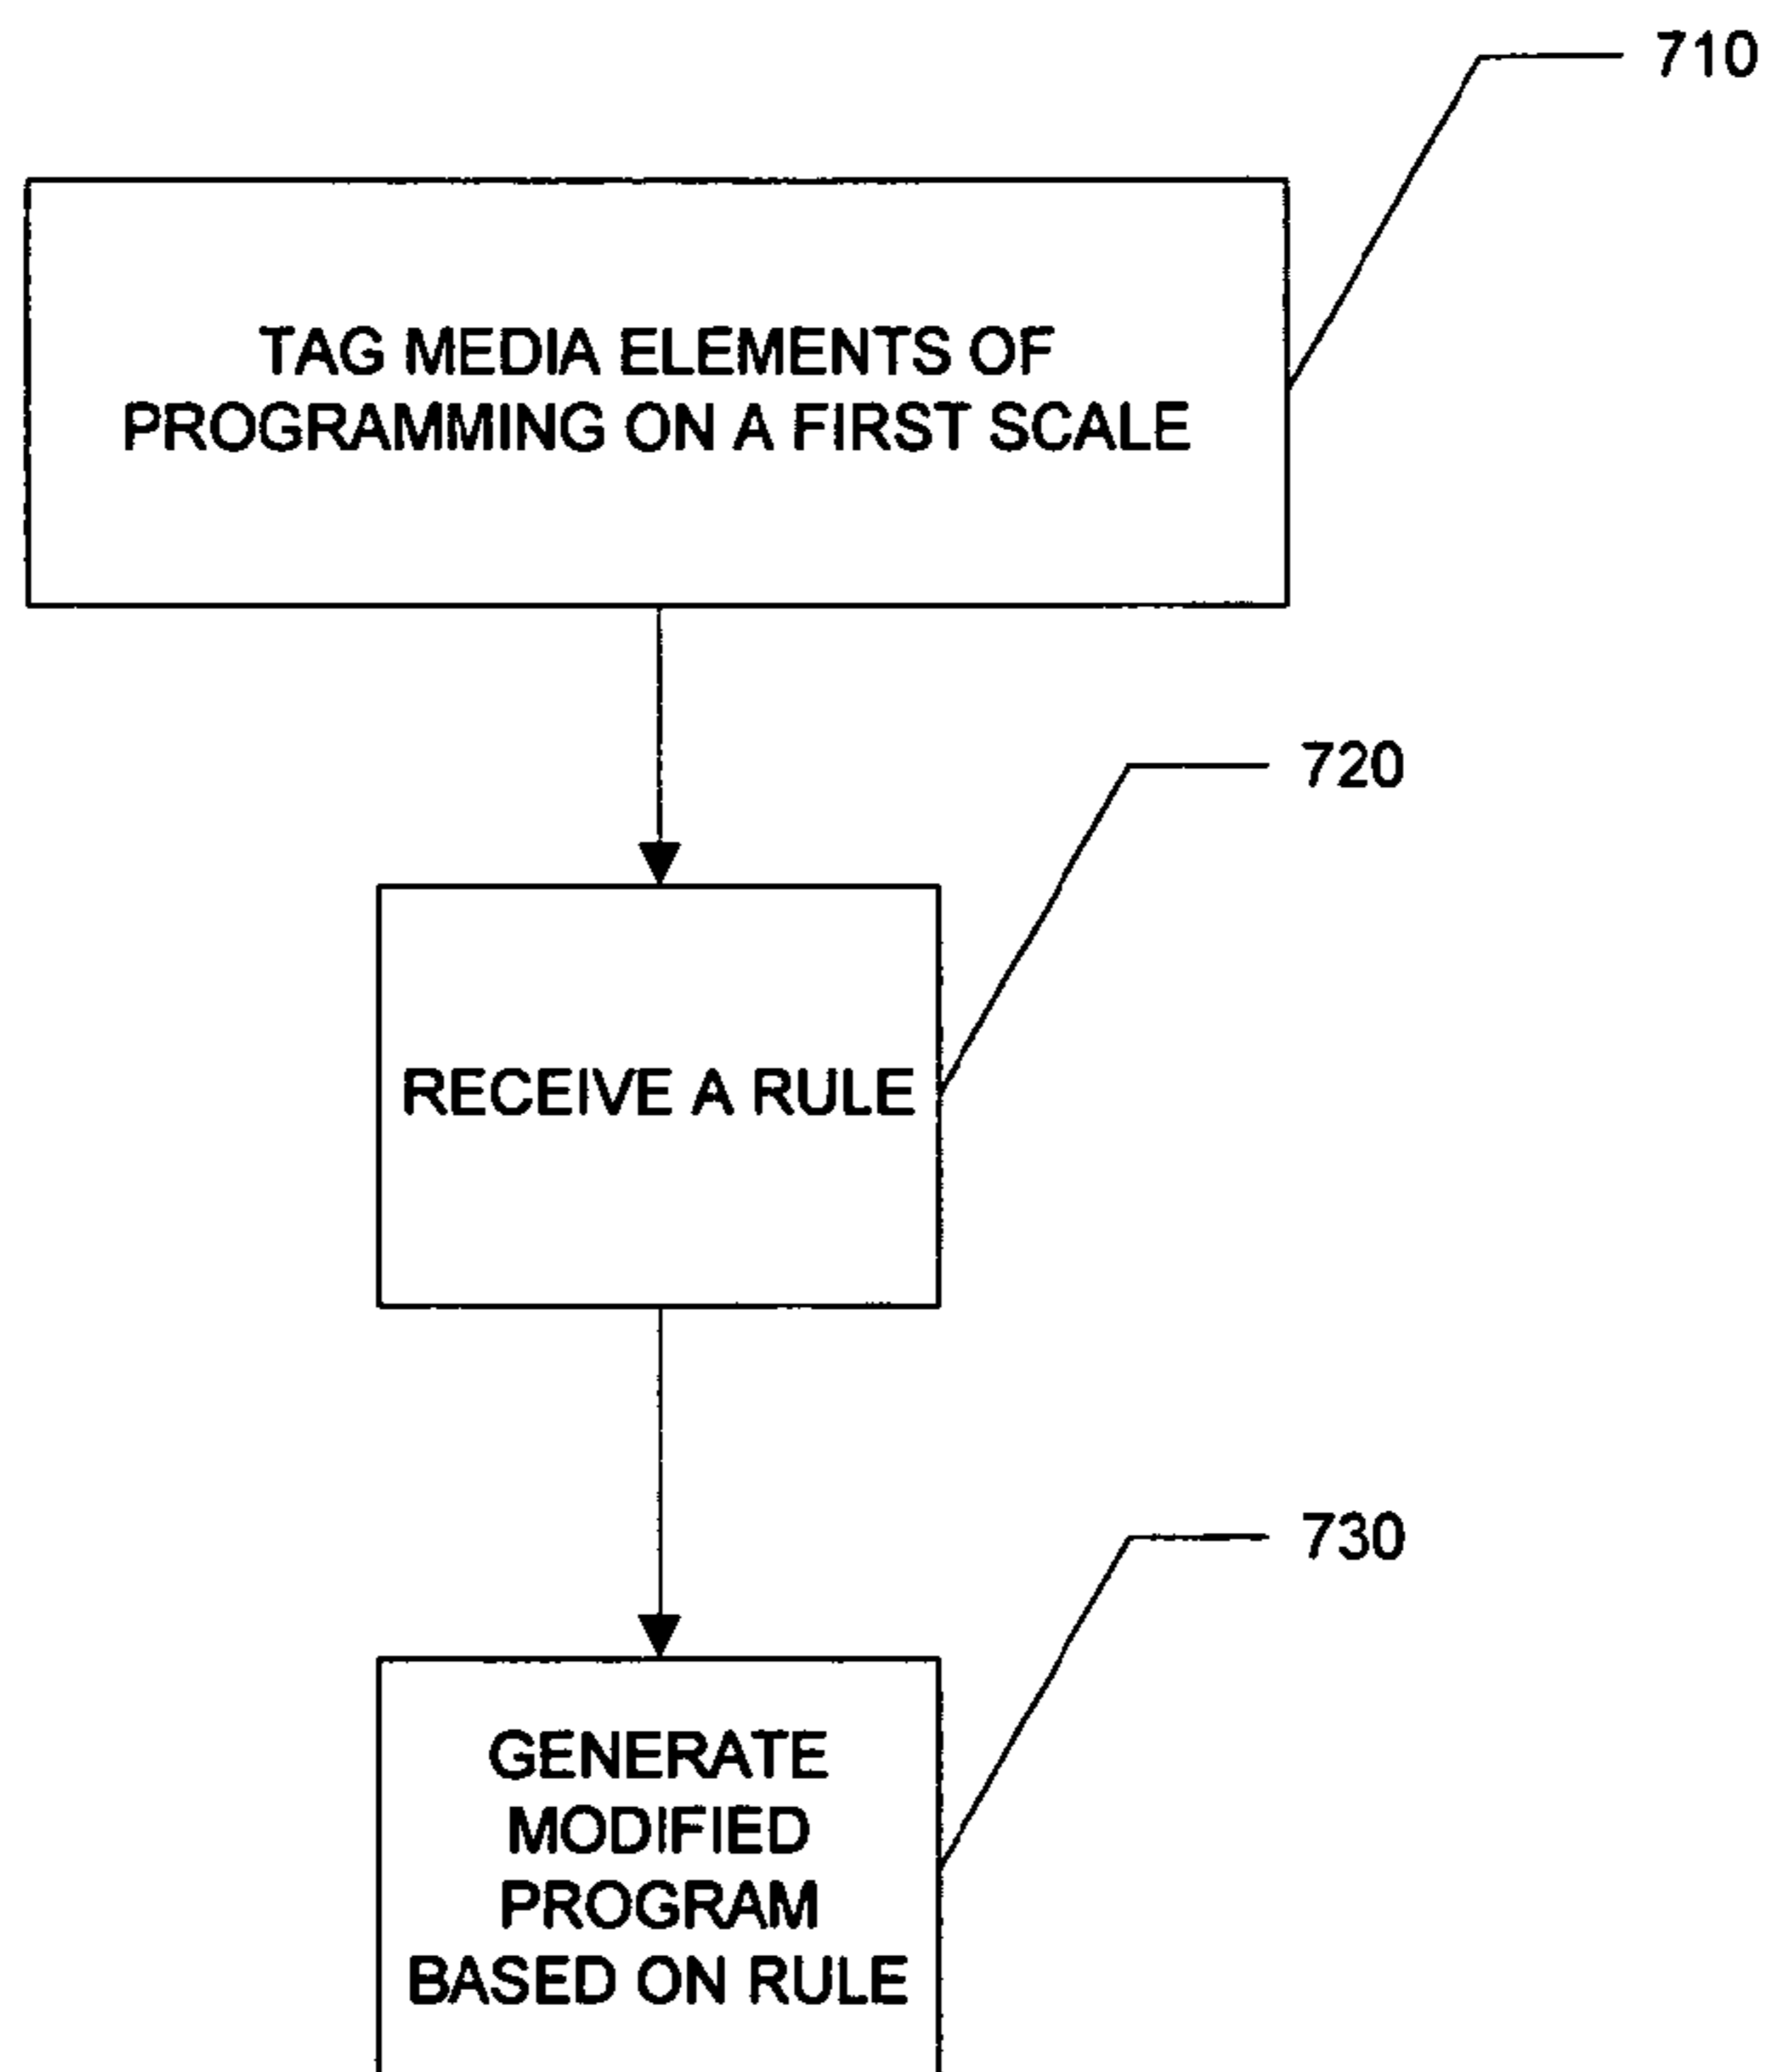 710
TAG MEDIA ELEMENTS OF
PROGRAMMING ON A FIRST SCALE
720
RECEIVE A RULE
730
GENERATE
MODIFIED
PROGRAM
BASED ON RULE